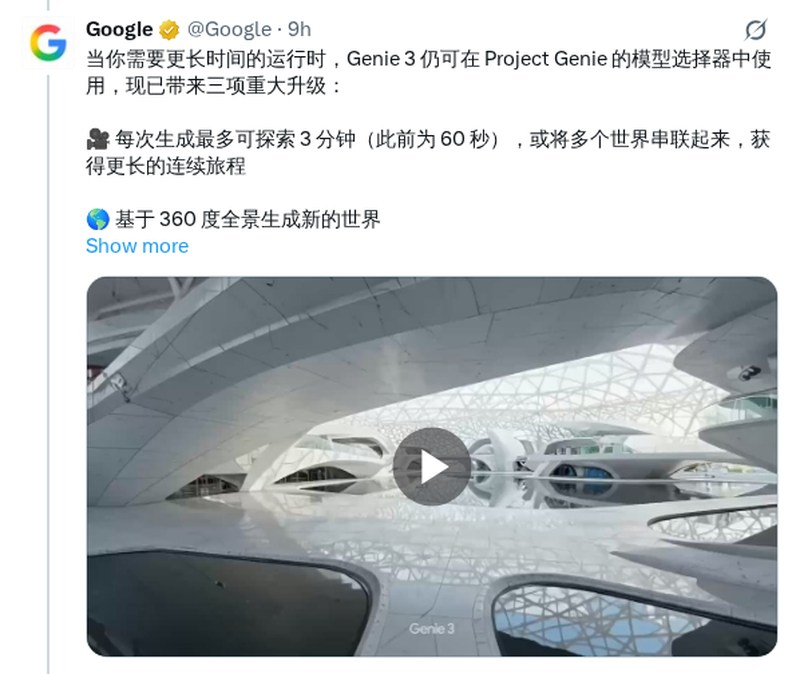 Google @Google · 9h
当你需要更长时间的运行时，Genie 3 仍可在 Project Genie 的模型选择器中使
用，现已带来三项重大升级：
🎥 每次生成最多可探索 3 分钟（此前为 60 秒），或将多个世界串联起来，获
得更长的连续旅程
🌎 基于 360 度全景生成新的世界
Show more
Genie 3